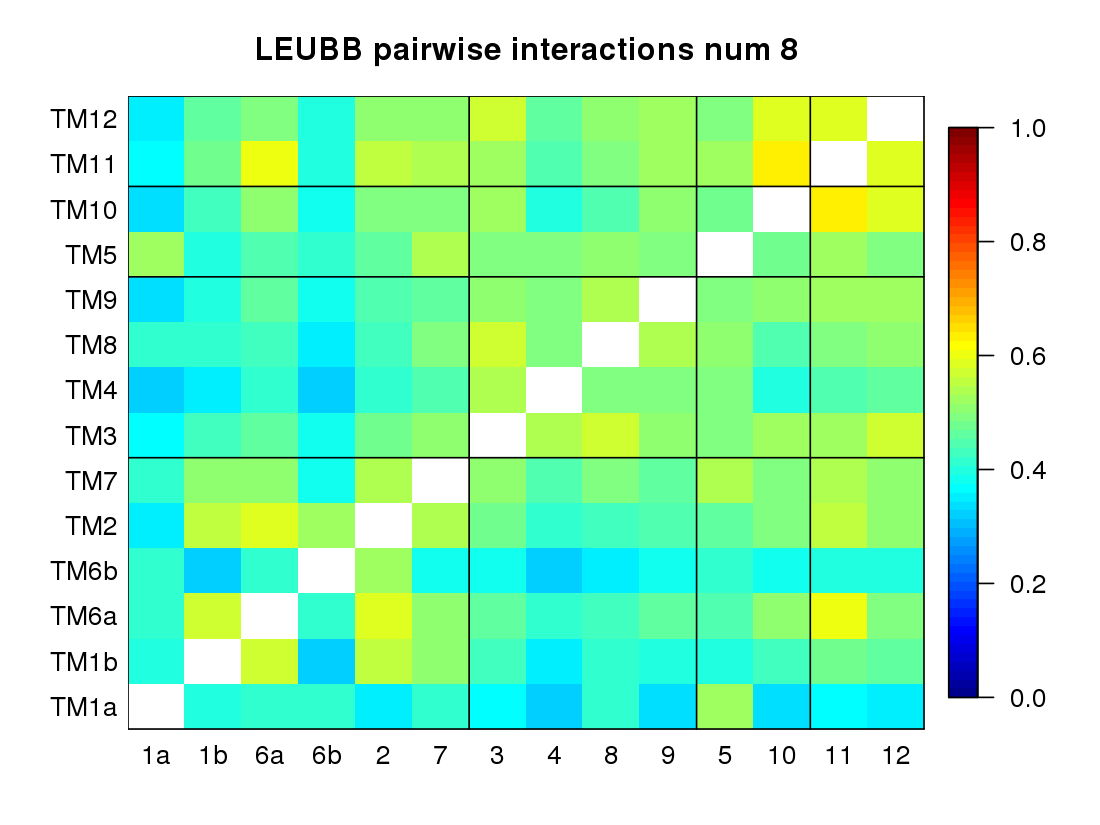 LEUBB pairwise interactions num 8
TM12
TM11
TM10
TM5
TM9
TM8
TM4
TM3
TM7
TM2
TM6b
TM6a
TM1b
TM1a
1a 1b 6a 6b 2 7 3 4 8 9 5 10 11 12
1.0
0.8
0.6
0.4
0.2
0.0